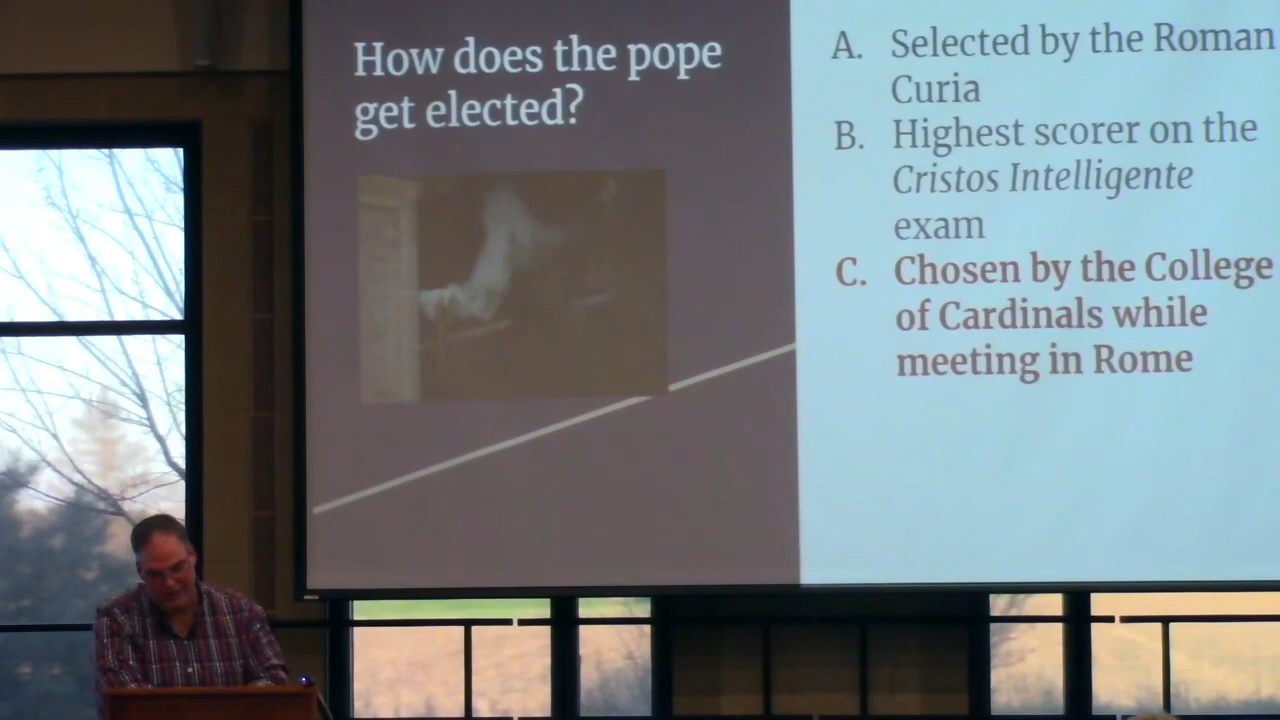 How does the pope
get elected?
A. Selected by the Roman
Curia
B. Highest scorer on the
Cristos Intelligente
exam
C. Chosen by the College
of Cardinals while
meeting in Rome